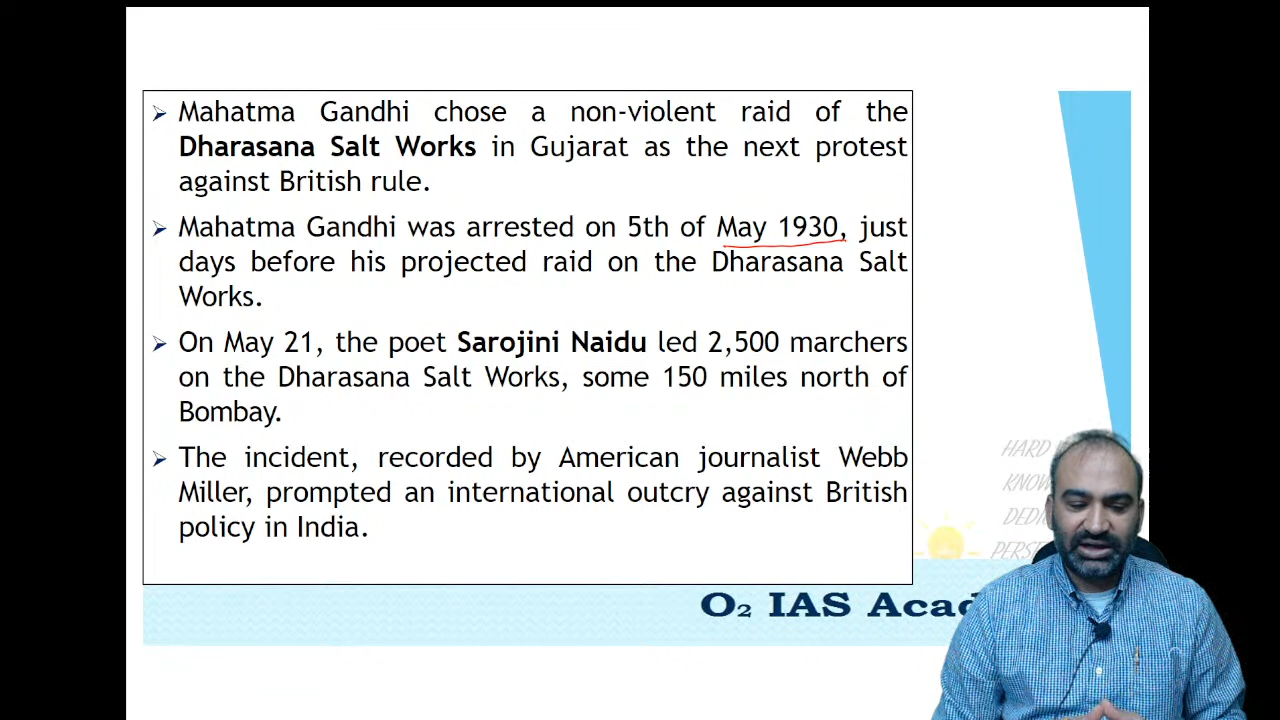 Mahatma Gandhi chose a non-violent raid of the
Dharasana Salt Works in Gujarat as the next protest
against British rule.
Mahatma Gandhi was arrested on 5th of May 1930, just
days before his projected raid on the Dharasana Salt
Works.
On May 21, the poet Sarojini Naidu led 2,500 marchers
on the Dharasana Salt Works, some 150 miles north of
Bombay.
The incident, recorded by American journalist Webb
Miller, prompted an international outcry against British
policy in India.
HARD
O₂ IAS